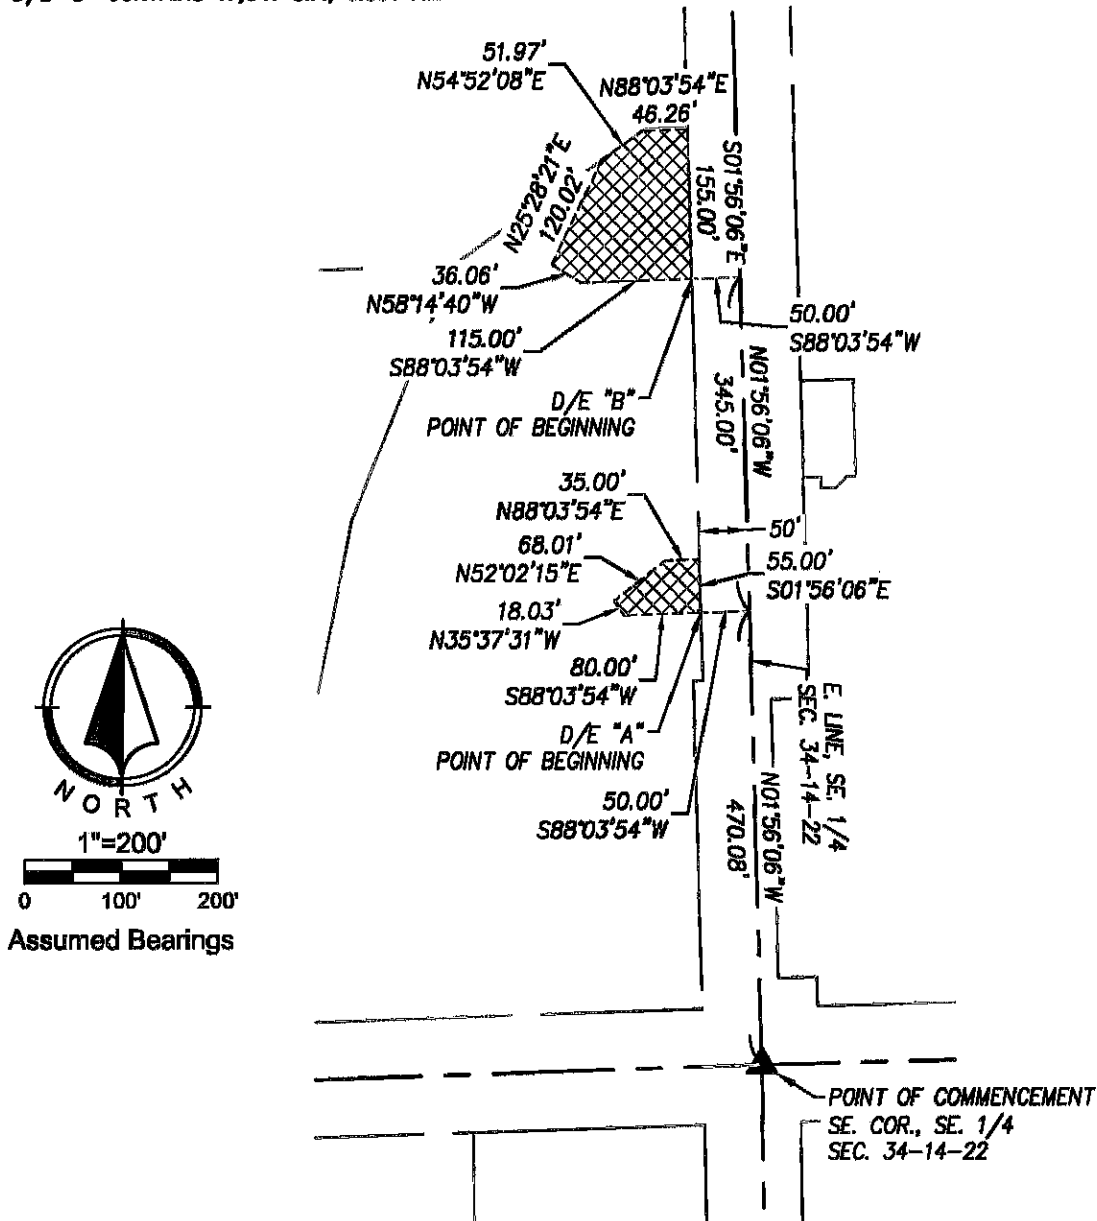 51.97'
N54°52'08"E
N88°03'54"E
46.26'
N25°28'21"E
120.02'
S01°56'06"E
155.00'
36.06'
N58°14'40"W
115.00'
S88°03'54"W
50.00'
S88°03'54"W
D/E "B"
POINT OF BEGINNING
N01°56'06"W
345.00'
35.00'
N88°03'54"E
50'
68.01'
N52°02'15"E
55.00'
S01°56'06"E
18.03'
N35°37'31"W
80.00'
S88°03'54"W
D/E "A"
POINT OF BEGINNING
50.00'
S88°03'54"W
E. LINE, SE. 1/4
SEC. 34-14-22
N01°56'06"W
470.08'
NORTH
1"=200'
0 100' 200'
Assumed Bearings
POINT OF COMMENCEMENT
SE. COR., SE. 1/4
SEC. 34-14-22